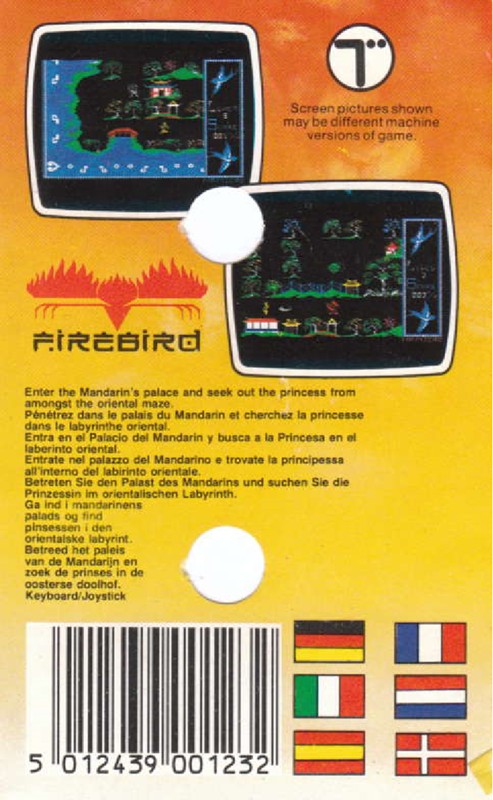 Screen pictures shown
may be different machine
versions of game.
FIREBIRD
Enter the Mandarin's palace and seek out the princess from
amongst the oriental maze.
Pénétrez dans le palais du Mandarin et cherchez la princesse
dans le labyrinthe oriental.
Entra en el Palacio del Mandarin y busca a la Princesa en el
laberinto oriental.
Entrate nel palazzo del Mandarino e trovate la principessa
all'interno del labirinto orientale.
Betreten Sie den Palast des Mandarins und suchen Sie die
Prinzessin im orientalischen Labyrinth.
Ga ind i mandarinens
palads og find
pinsessen i den
orientalske labyrint.
Betreed het paleis
van de Mandarijn en
zoek de prinses in de
oosterse doolhof.
Keyboard/Joystick
5 012439 001232